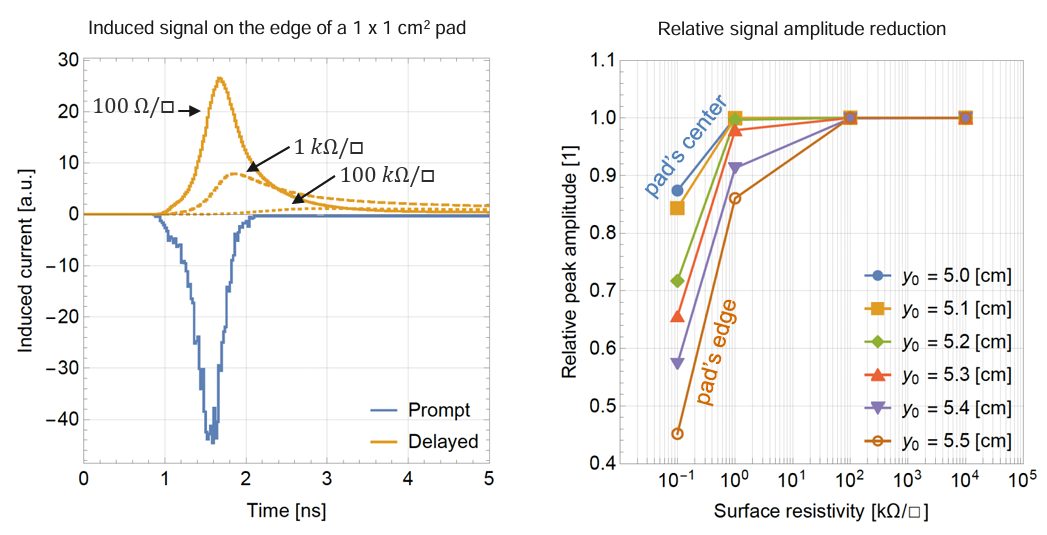 Induced signal on the edge of a 1 x 1 cm² pad
30
20
10
0
−10
−20
−30
−40
Induced current [a.u.]
100 Ω/□
1 kΩ/□
100 kΩ/□
Prompt
Delayed
0 1 2 3 4 5
Time [ns]
Relative signal amplitude reduction
1.1
1.0
0.9
0.8
0.7
0.6
0.5
0.4
Relative peak amplitude [1]
pad's center
pad's edge
y₀ = 5.0 [cm]
y₀ = 5.1 [cm]
y₀ = 5.2 [cm]
y₀ = 5.3 [cm]
y₀ = 5.4 [cm]
y₀ = 5.5 [cm]
10⁻¹ 10⁰ 10¹ 10² 10³ 10⁴ 10⁵
Surface resistivity [kΩ/□]